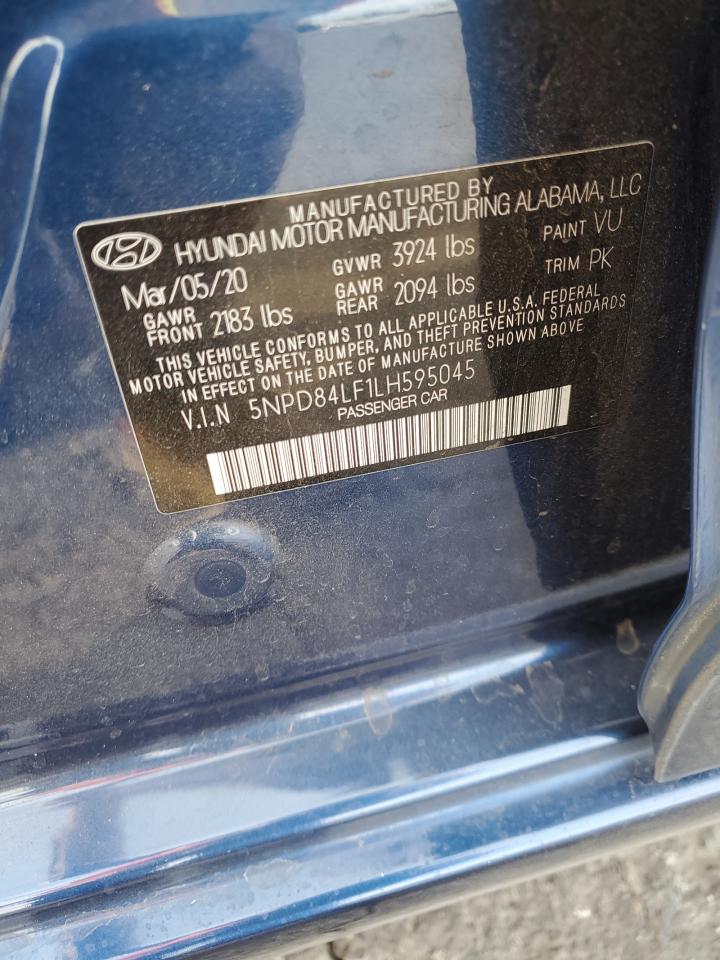 MANUFACTURED BY
HYUNDAI MOTOR MANUFACTURING ALABAMA, LLC
Mar/05/20 GVWR 3924 lbs PAINT VU
GAWR FRONT 2183 lbs GAWR REAR 2094 lbs TRIM PK
THIS VEHICLE CONFORMS TO ALL APPLICABLE U.S.A. FEDERAL
MOTOR VEHICLE SAFETY, BUMPER, AND THEFT PREVENTION STANDARDS
IN EFFECT ON THE DATE OF MANUFACTURE SHOWN ABOVE
V.I.N 5NPD84LF1LH595045
PASSENGER CAR